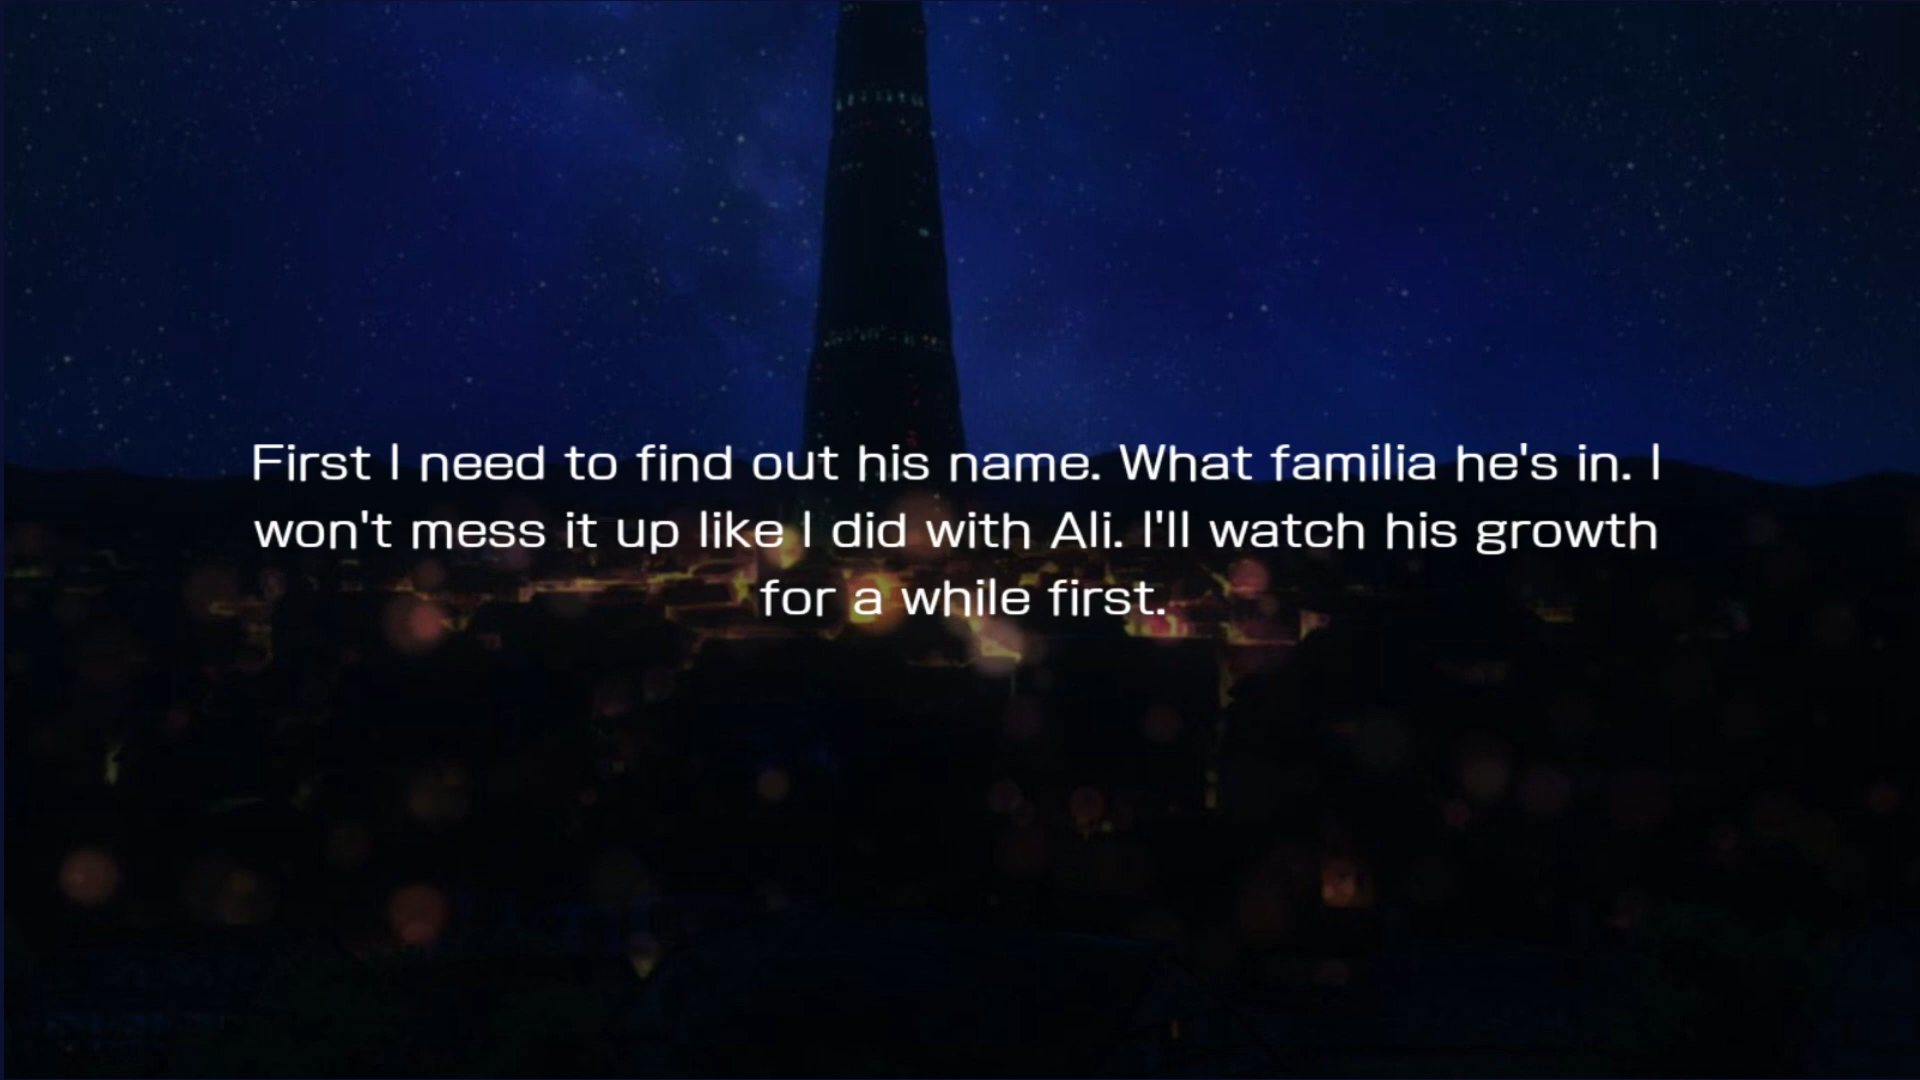 First I need to find out his name. What familia he's in. I
won't mess it up like I did with Ali. I'll watch his growth
for a while first.